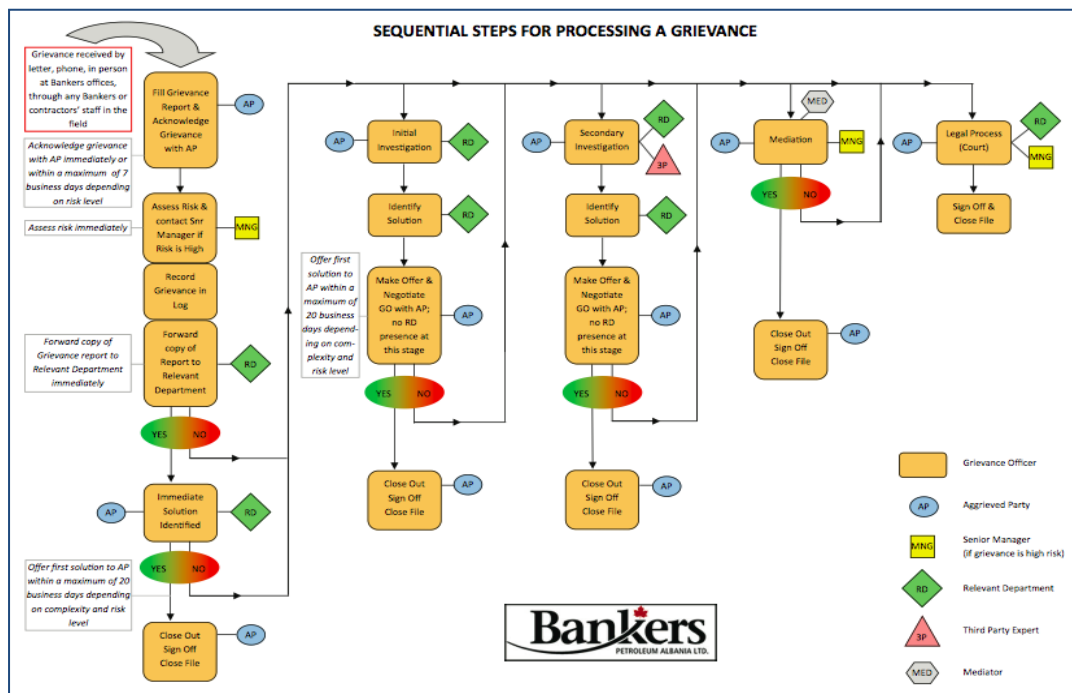 SEQUENTIAL STEPS FOR PROCESSING A GRIEVANCE
Grievance received by
letter, phone, in person
at Bankers offices,
through any Bankers or
contractors' staff in the
field
Acknowledge grievance
with AP immediately or
within a maximum of 7
business days depending
on risk level
Assess risk immediately
Forward copy of
Grievance report to
Relevant Department
immediately
Offer first solution to AP
within a maximum of 20
business days depending
on complexity and risk
level
Fill Grievance
Report &
Acknowledge
Grievance
with AP
AP
Assess Risk &
contact Snr
Manager if
Risk is High
MNG
Record
Grievance in
Log
Forward
copy of
Report to
Relevant
Department
RD
YES
NO
AP
Immediate
Solution
Identified
RD
YES
NO
Close Out
Sign Off
Close File
AP
AP
Initial
Investigation
RD
Identify
Solution
RD
Offer first
solution to
AP within a
maximum of
20 business
days depend-
ing on com-
plexity and
risk level
Make Offer &
Negotiate
GO with AP;
no RD
presence at
this stage
AP
YES
NO
Close Out
Sign Off
Close File
AP
AP
Secondary
Investigation
RD
3P
Identify
Solution
RD
Make Offer &
Negotiate
GO with AP;
no RD
presence at
this stage
AP
YES
NO
Close Out
Sign Off
Close File
AP
MED
AP
Mediation
MNG
YES
NO
Close Out
Sign Off
Close File
AP
AP
Legal Process
(Court)
RD
MNG
Sign Off &
Close File
Grievance Officer
AP
Aggrieved Party
MNG
Senior Manager
(if grievance is high risk)
RD
Relevant Department
3P
Third Party Expert
MED
Mediator
Bankers
PETROLEUM ALBANIA LTD.